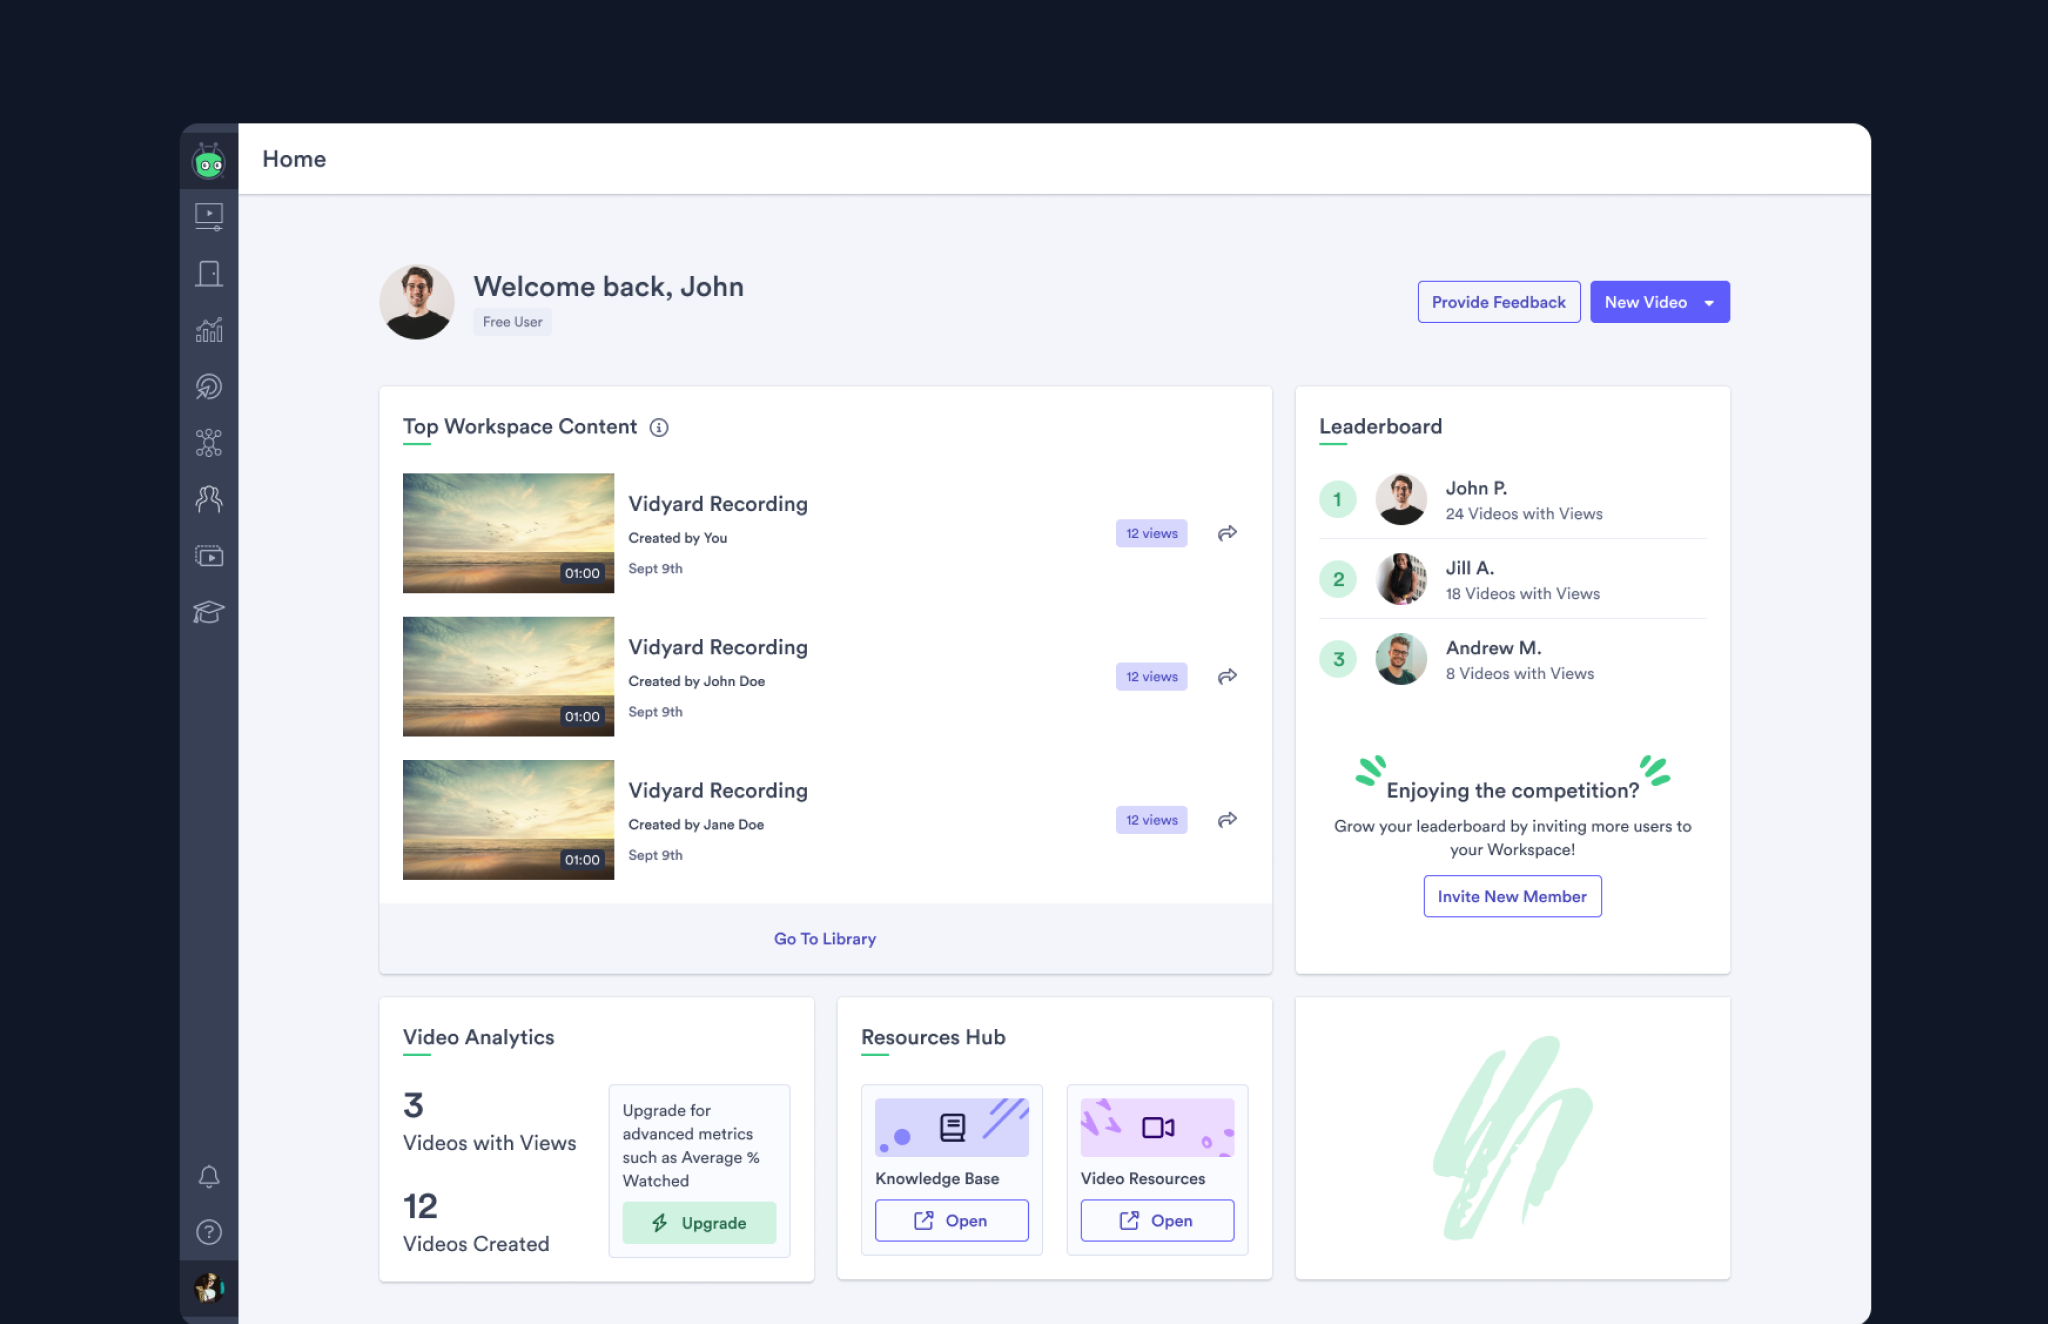 Home
Welcome back, John
Free User
Provide Feedback
New Video
Top Workspace Content
Vidyard Recording
Created by You
Sept 9th
01:00
12 views
Vidyard Recording
Created by John Doe
Sept 9th
01:00
12 views
Vidyard Recording
Created by Jane Doe
Sept 9th
01:00
12 views
Go To Library
Leaderboard
1
John P.
24 Videos with Views
2
Jill A.
18 Videos with Views
3
Andrew M.
8 Videos with Views
Enjoying the competition?
Grow your leaderboard by inviting more users to
your Workspace!
Invite New Member
Video Analytics
3
Videos with Views
12
Videos Created
Upgrade for
advanced metrics
such as Average %
Watched
Upgrade
Resources Hub
Knowledge Base
Open
Video Resources
Open